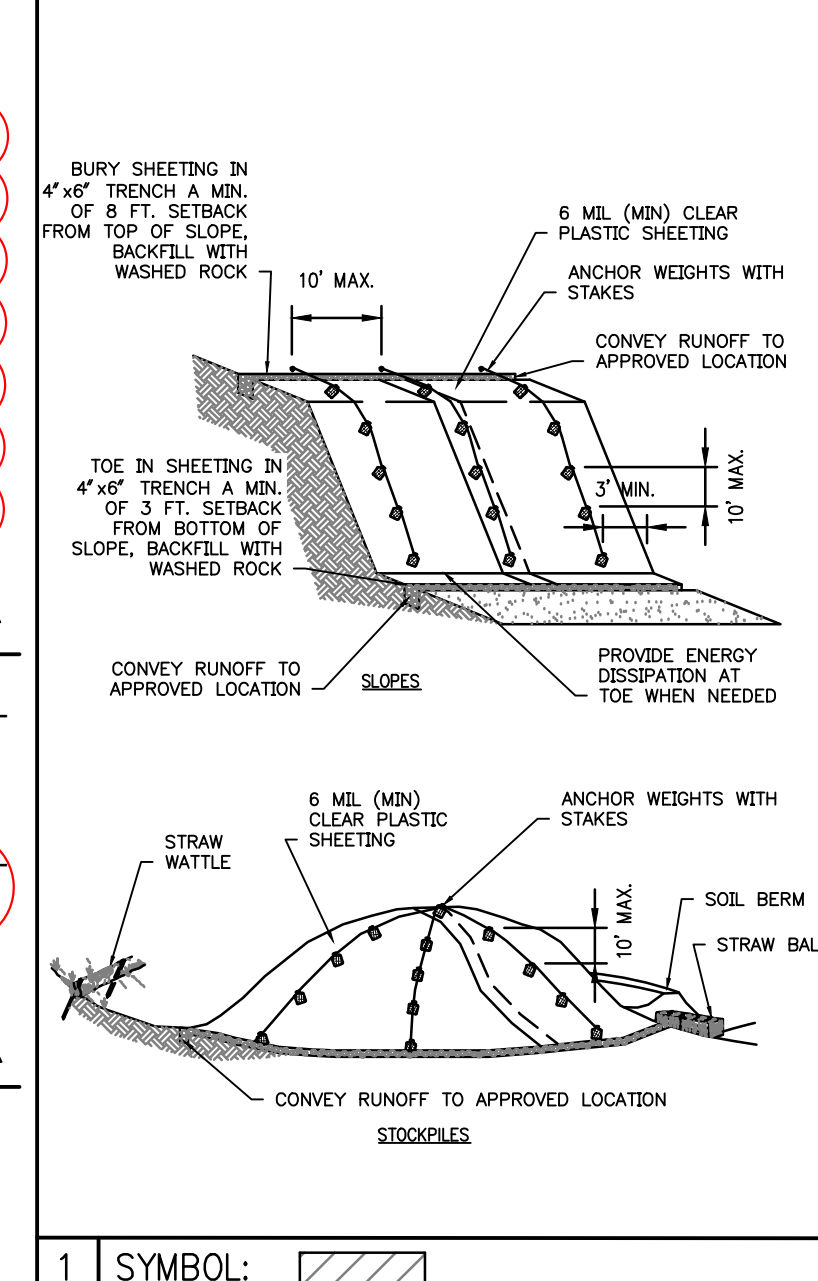 BURY SHEETING IN
4"x6" TRENCH A MIN.
OF 8 FT. SETBACK
FROM TOP OF SLOPE,
BACKFILL WITH
WASHED ROCK
10' MAX.
6 MIL (MIN) CLEAR
PLASTIC SHEETING
ANCHOR WEIGHTS WITH
STAKES
CONVEY RUNOFF TO
APPROVED LOCATION
TOE IN SHEETING IN
4"x6" TRENCH A MIN.
OF 3 FT. SETBACK
FROM BOTTOM OF
SLOPE, BACKFILL WITH
WASHED ROCK
3' MIN.
10' MAX.
CONVEY RUNOFF TO
APPROVED LOCATION
SLOPES
PROVIDE ENERGY
DISSIPATION AT
TOE WHEN NEEDED
STRAW
WATTLE
6 MIL (MIN)
CLEAR PLASTIC
SHEETING
ANCHOR WEIGHTS WITH
STAKES
10' MAX.
SOIL BERM
STRAW BAL
CONVEY RUNOFF TO APPROVED LOCATION
STOCKPILES
1 SYMBOL: